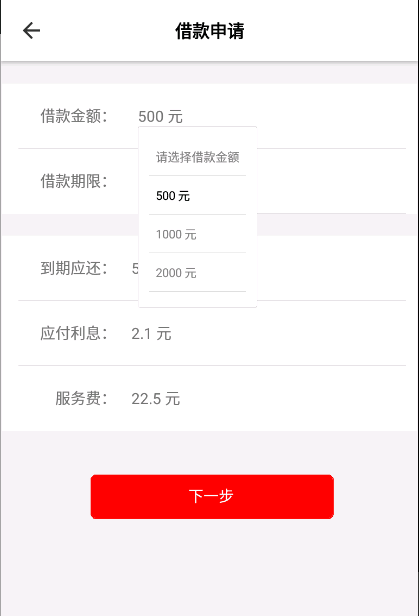 借款申请
借款金额： 500 元
请选择借款金额
借款期限：
500 元
1000 元
到期应还： 5
2000 元
应付利息： 2.1 元
服务费： 22.5 元
下一步